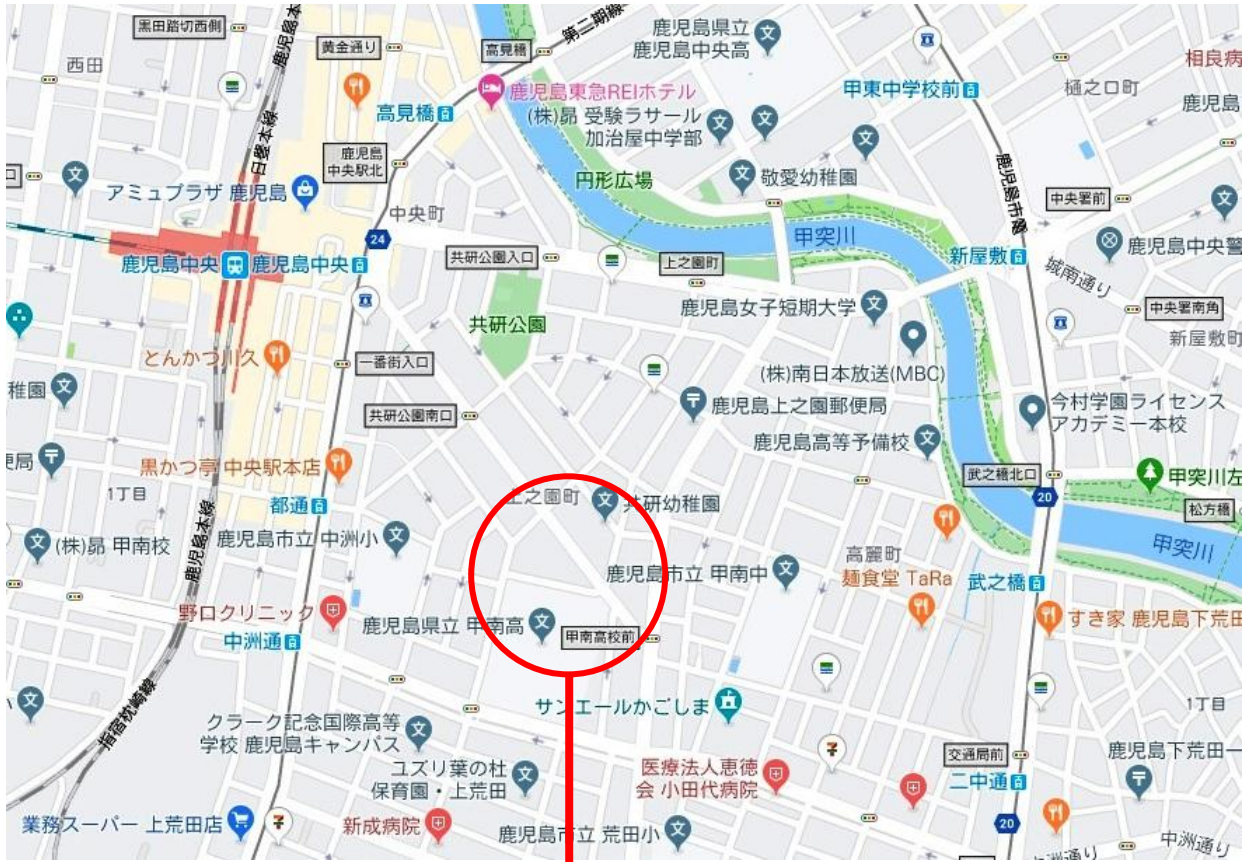 黒田踏切西側
鹿児島本線
第二期線
鹿児島県立
鹿児島中央高
黄金通り
高見橋
西田
相良病
鹿児島東急REIホテル
甲東中学校前
樋之口町
高見橋
(株)昴 受験ラサール
加治屋中学部
鹿児島
日豊本線
鹿児島
中央駅北
円形広場
敬愛幼稚園
鹿児島市電
アミュプラザ 鹿児島
中央町
中央署前
24
甲突川
鹿児島中央
鹿児島中央
共研公園入口
上之園町
新屋敷
鹿児島中央警
城南通り
鹿児島女子短期大学
中央署南角
共研公園
新屋敷町
とんかつ川久
一番街入口
(株)南日本放送(MBC)
稚園
共研公園南口
鹿児島上之園郵便局
今村学園ライセンス
アカデミー本校
鹿児島高等予備校
便局
黒かつ亭 中央駅本店
武之橋北口
甲突川左
1丁目
上之園町
共研幼稚園
20
都通
松方橋
(株)昴 甲南校
鹿児島市立 中洲小
鹿児島本線
高麗町
甲突川
鹿児島市立 甲南中
麺食堂 TaRa
武之橋
野口クリニック
鹿児島県立 甲南高
甲南高校前
すき家 鹿児島下荒田
中洲通
指宿枕崎線
サンエールかごしま
1丁目
クラーク記念国際高等
学校 鹿児島キャンパス
交通局前
鹿児島下荒田一
ユズリ葉の杜
保育園・上荒田
医療法人恵徳
会 小田代病院
二中通
業務スーパー 上荒田店
新成病院
鹿児島市立 荒田小
20
中洲通り
中洲通り